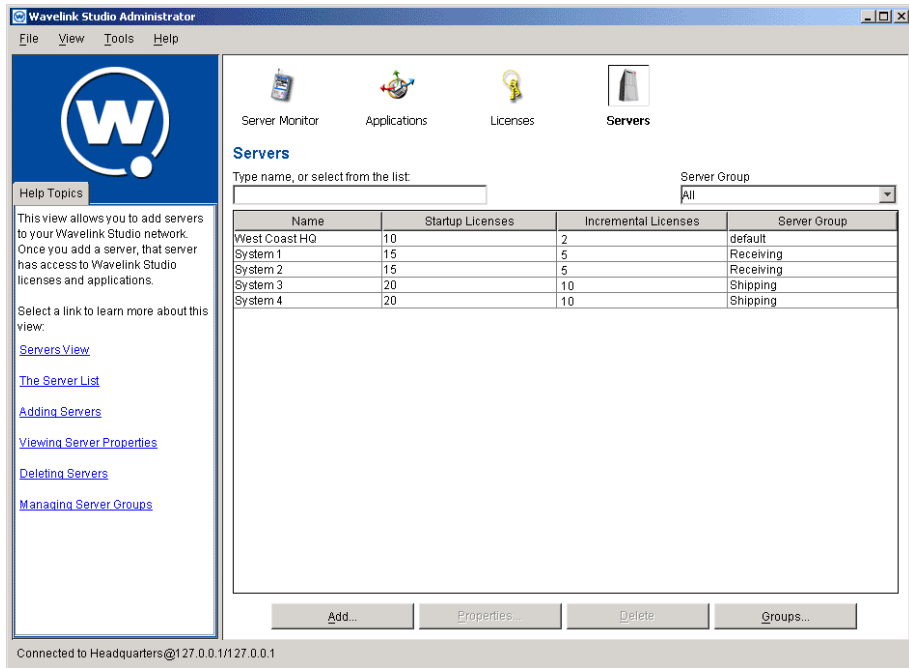 Wavelink Studio Administrator
File View Tools Help
W
Server Monitor Applications Licenses Servers
Servers
Type name, or select from the list:
Server Group
All
Help Topics
This view allows you to add servers
to your Wavelink Studio network.
Once you add a server, that server
has access to Wavelink Studio
licenses and applications.
Select a link to learn more about this
view:
Servers View
The Server List
Adding Servers
Viewing Server Properties
Deleting Servers
Managing Server Groups
Name Startup Licenses Incremental Licenses Server Group
West Coast HQ 10 2 default
System 1 15 5 Receiving
System 2 15 5 Receiving
System 3 20 10 Shipping
System 4 20 10 Shipping
Add... Properties... Delete Groups...
Connected to Headquarters@127.0.0.1/127.0.0.1